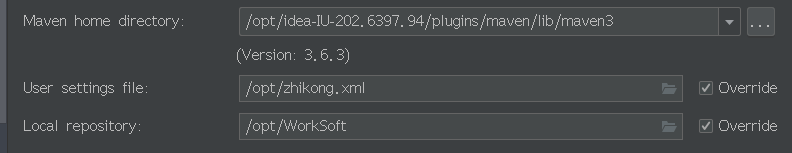 Maven home directory: /opt/idea-IU-202.6397.94/plugins/maven/lib/maven3 ...
(Version: 3.6.3)
User settings file: /opt/zhikong.xml Override
Local repository: /opt/WorkSoft Override